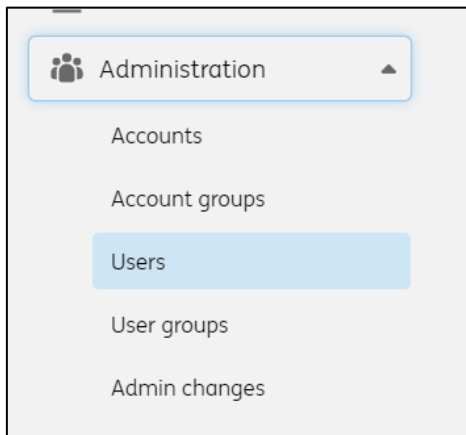 Administration
Accounts
Account groups
Users
User groups
Admin changes